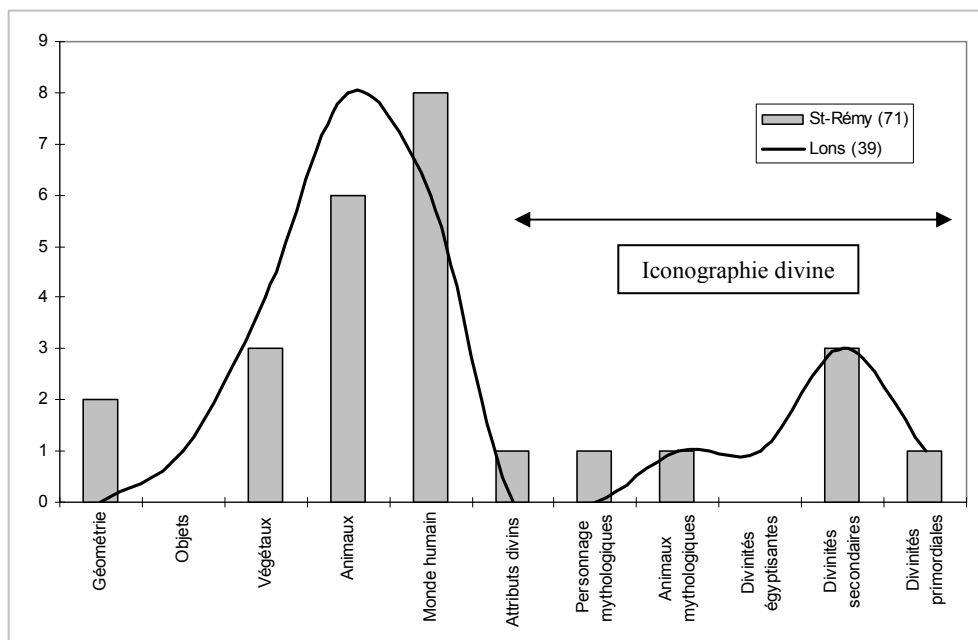 9
8
7
6
5
4
3
2
1
0
St-Rémy (71)
Lons (39)
Iconographie divine
Géométrie
Objets
Végétaux
Animaux
Monde humain
Attributs divins
Personnage
mythologiques
Animaux
mythologiques
Divinités
égyptisantes
Divinités
secondaires
Divinités
primordiales